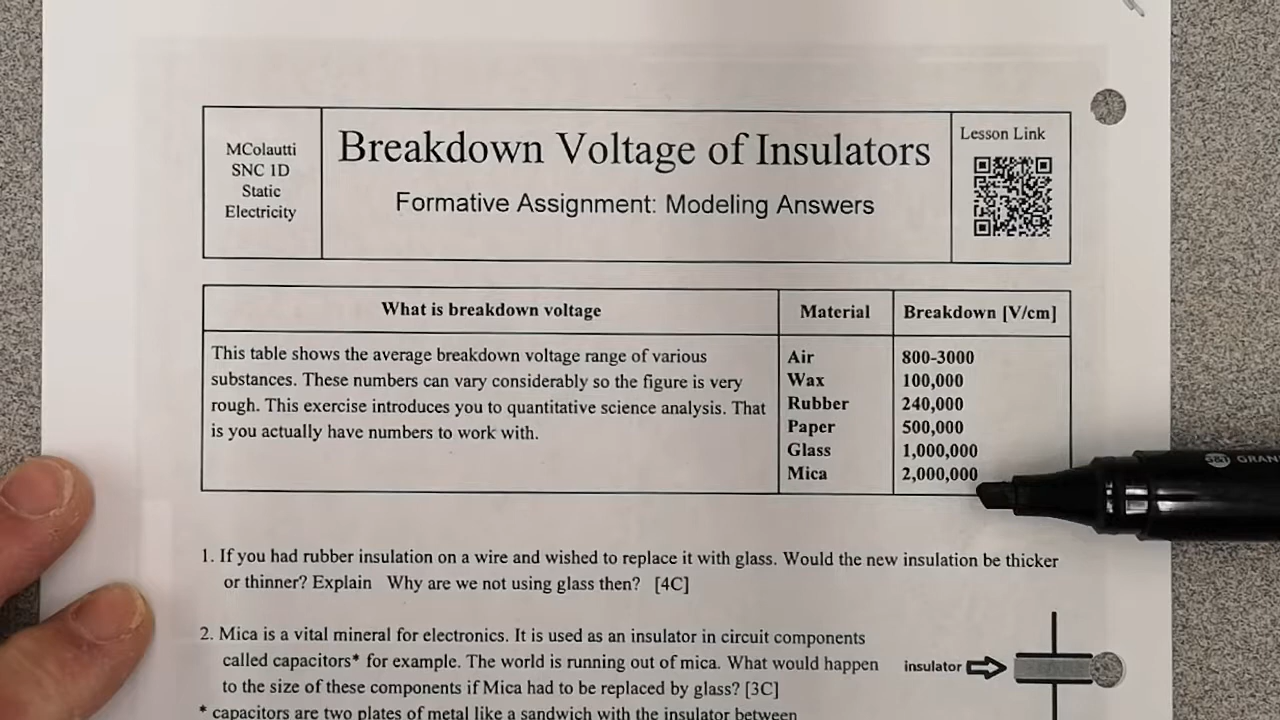 MColautti
SNC 1D
Static
Electricity
Breakdown Voltage of Insulators
Formative Assignment: Modeling Answers
Lesson Link
What is breakdown voltage
Material
Breakdown [V/cm]
This table shows the average breakdown voltage range of various
substances. These numbers can vary considerably so the figure is very
rough. This exercise introduces you to quantitative science analysis. That
is you actually have numbers to work with.
Air 800-3000
Wax 100,000
Rubber 240,000
Paper 500,000
Glass 1,000,000
Mica 2,000,000
1. If you had rubber insulation on a wire and wished to replace it with glass. Would the new insulation be thicker
or thinner? Explain Why are we not using glass then? [4C]
2. Mica is a vital mineral for electronics. It is used as an insulator in circuit components
called capacitors* for example. The world is running out of mica. What would happen
to the size of these components if Mica had to be replaced by glass? [3C]
insulator
* capacitors are two plates of metal like a sandwich with the insulator between